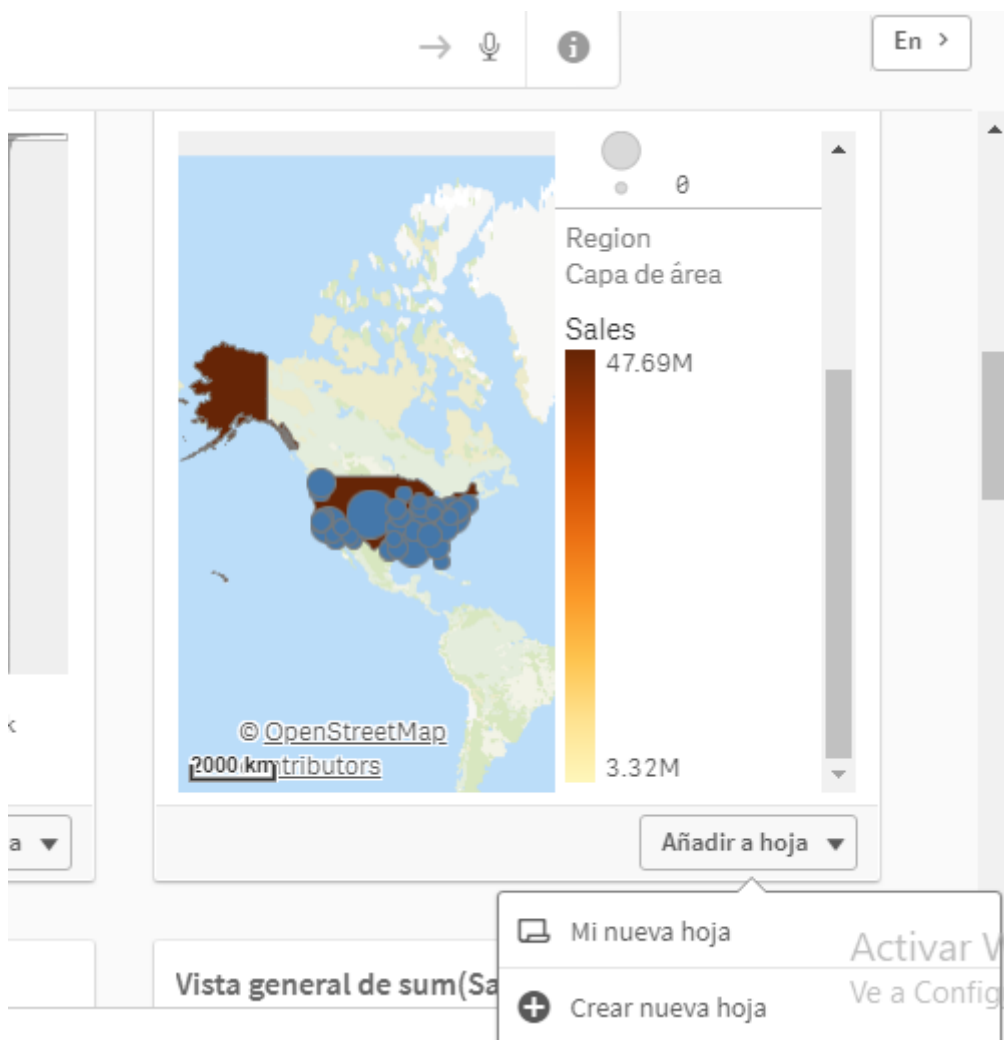 En >
0
Region
Capa de área
Sales
47.69M
3.32M
© OpenStreetMap
2000 km
tributors
k
a
Añadir a hoja
Mi nueva hoja
Activar W
Vista general de sum(Sa
Ve a Config
Crear nueva hoja